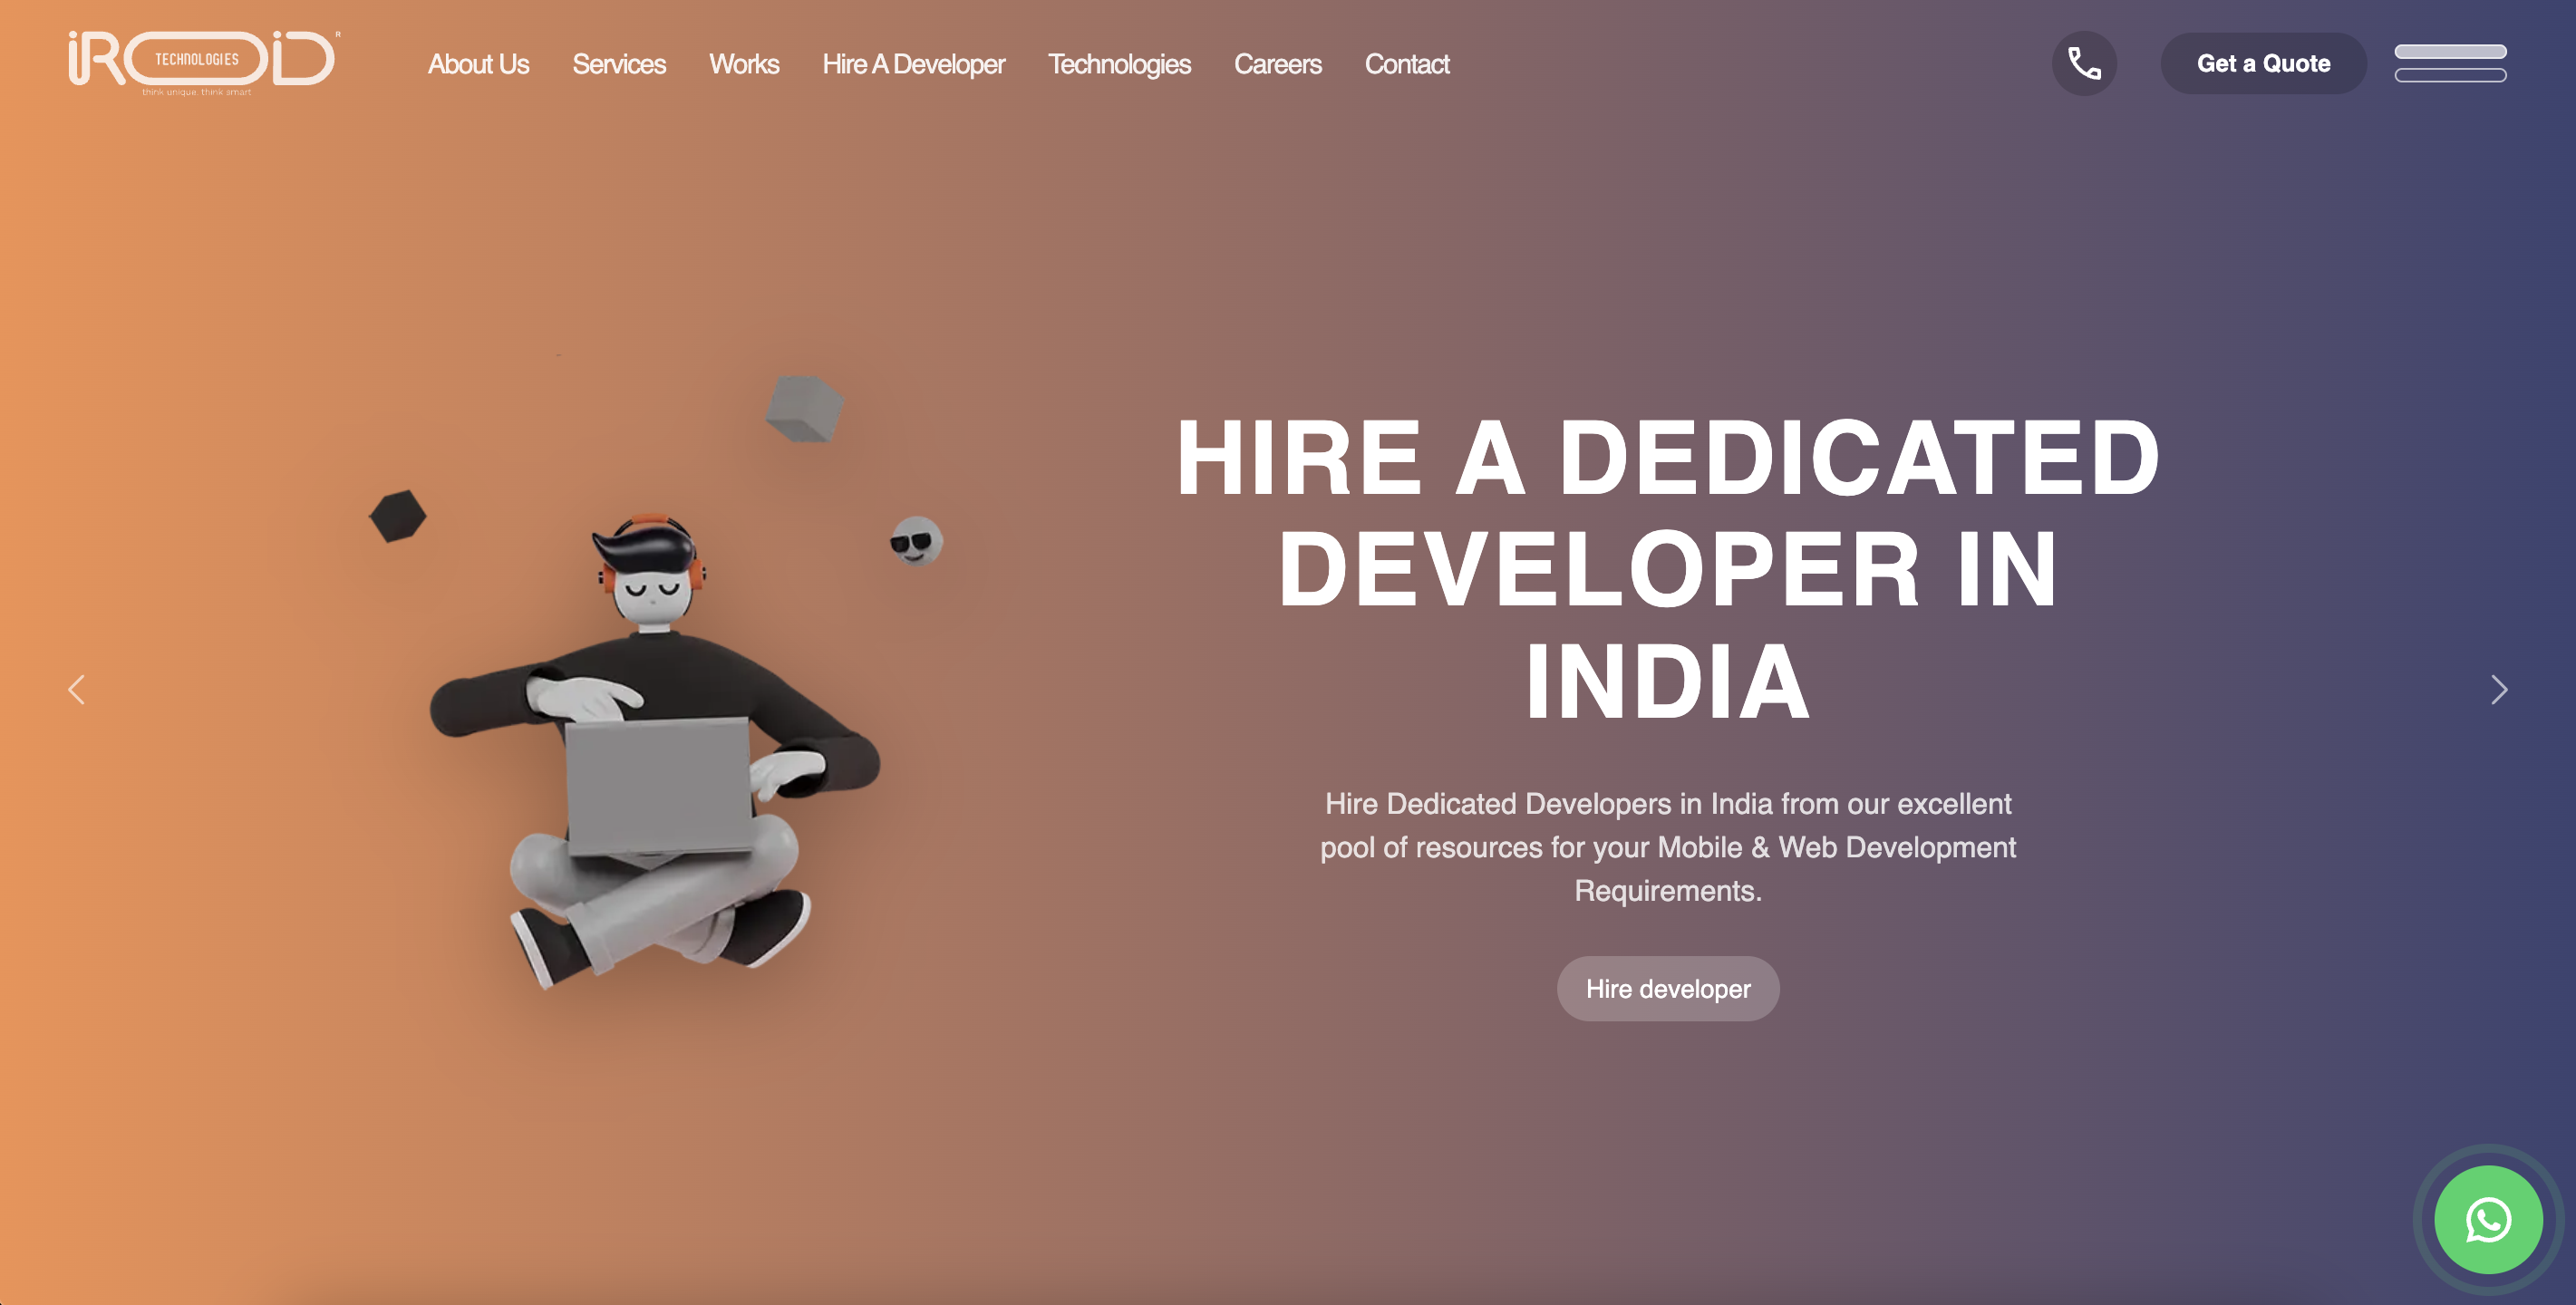 iROID
TECHNOLOGIES
R
think unique. think smart
About Us
Services
Works
Hire A Developer
Technologies
Careers
Contact
Get a Quote
HIRE A DEDICATED
DEVELOPER IN
INDIA
Hire Dedicated Developers in India from our excellent
pool of resources for your Mobile & Web Development
Requirements.
Hire developer